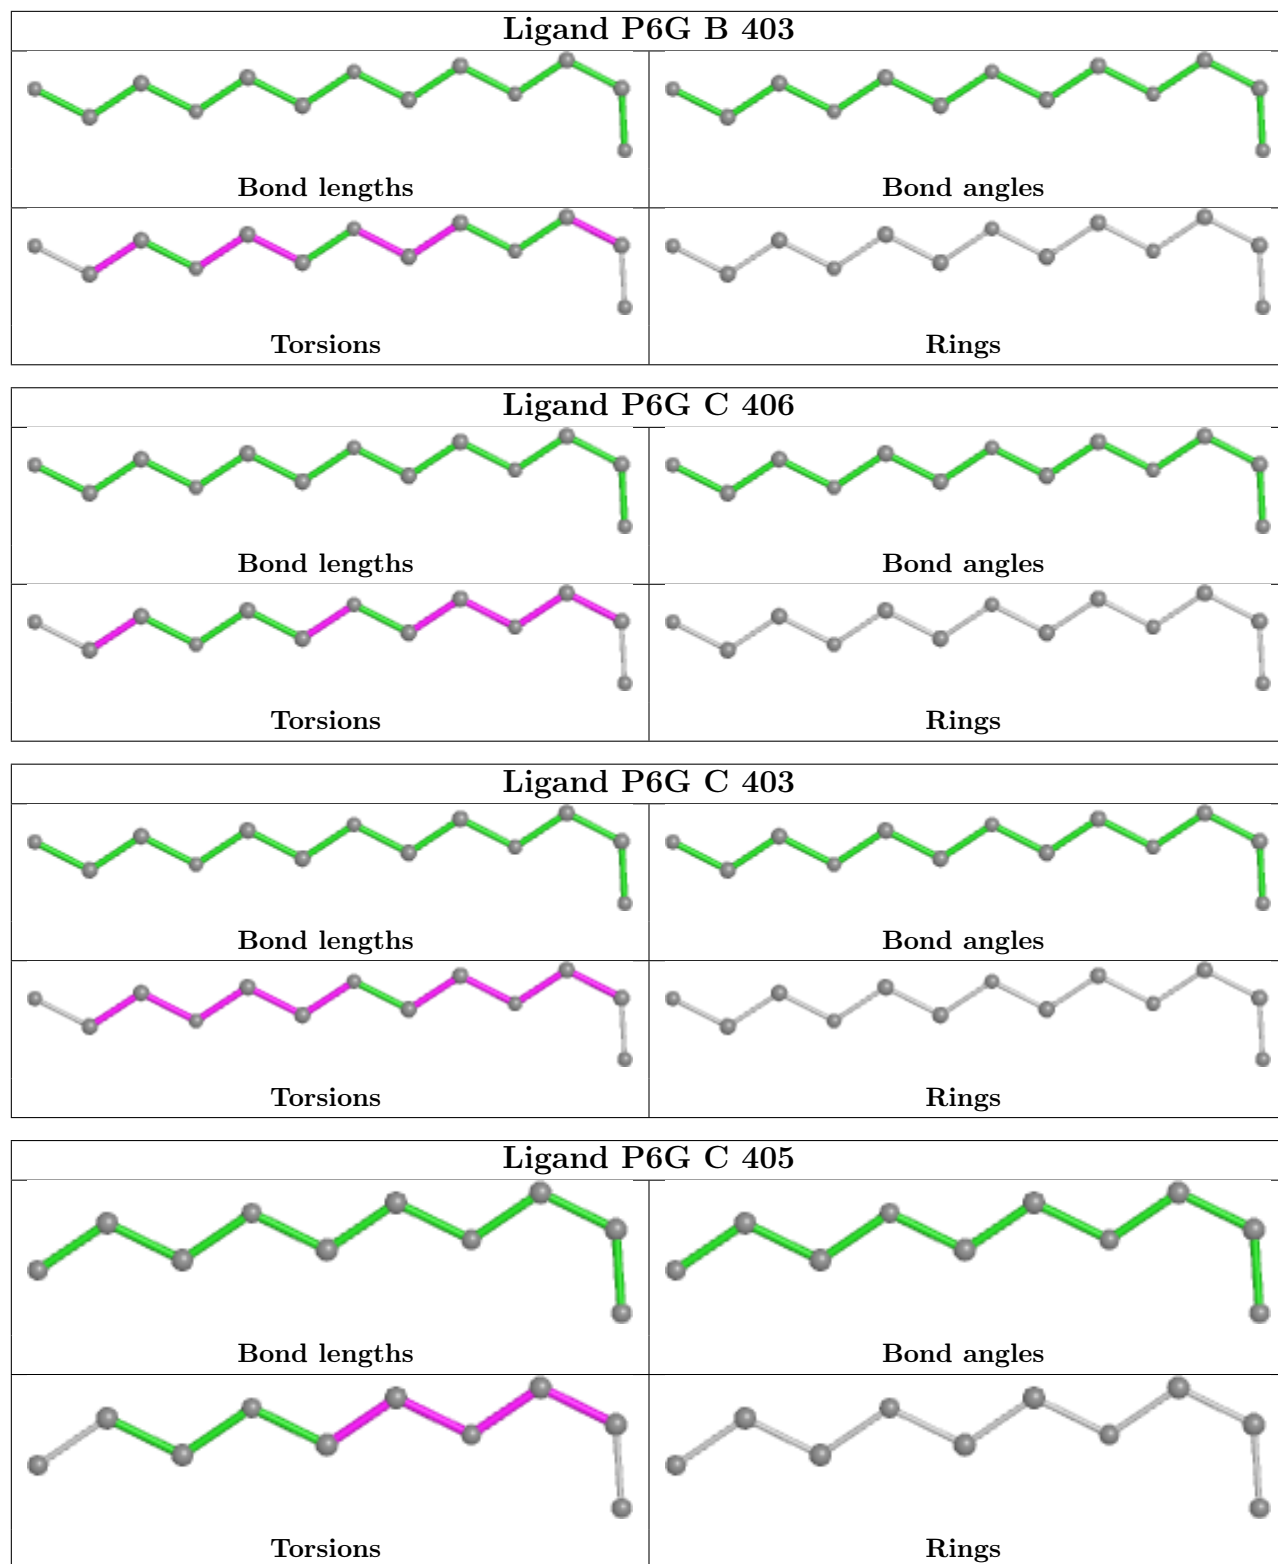 Ligand P6G B 403
Bond lengths
Bond angles
Torsions
Rings
Ligand P6G C 406
Bond lengths
Bond angles
Torsions
Rings
Ligand P6G C 403
Bond lengths
Bond angles
Torsions
Rings
Ligand P6G C 405
Bond lengths
Bond angles
Torsions
Rings